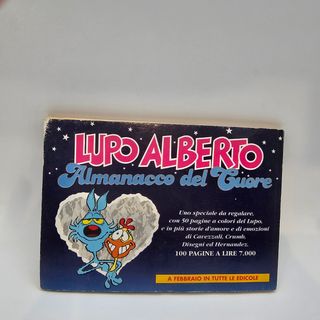 LUPO ALBERTO
Almanacco del Cuore
Uno speciale da regalare,
con 50 pagine a colori del Lupo,
e in più storie d'amore e di emozioni
di Carezzali, Crumb,
Disegni ed Hernandez.
100 PAGINE A LIRE 7.000
A FEBBRAIO IN TUTTE LE EDICOLE